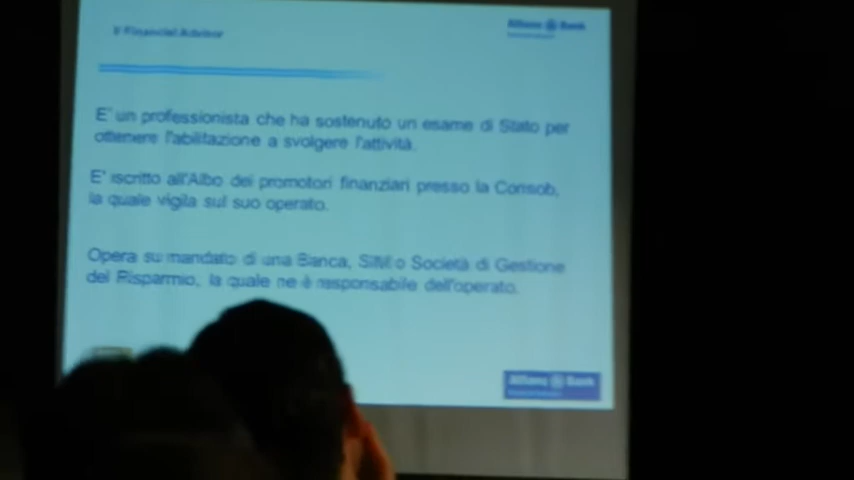 Il Financial Advisor
Allianz Bank
E' un professionista che ha sostenuto un esame di Stato per
ottenere l'abilitazione a svolgere l'attività.
E' iscritto all'Albo dei promotori finanziari presso la Consob,
la quale vigila sul suo operato.
Opera su mandato di una Banca, SIM o Società di Gestione
del Risparmio, la quale ne è responsabile dell'operato.
Allianz Bank